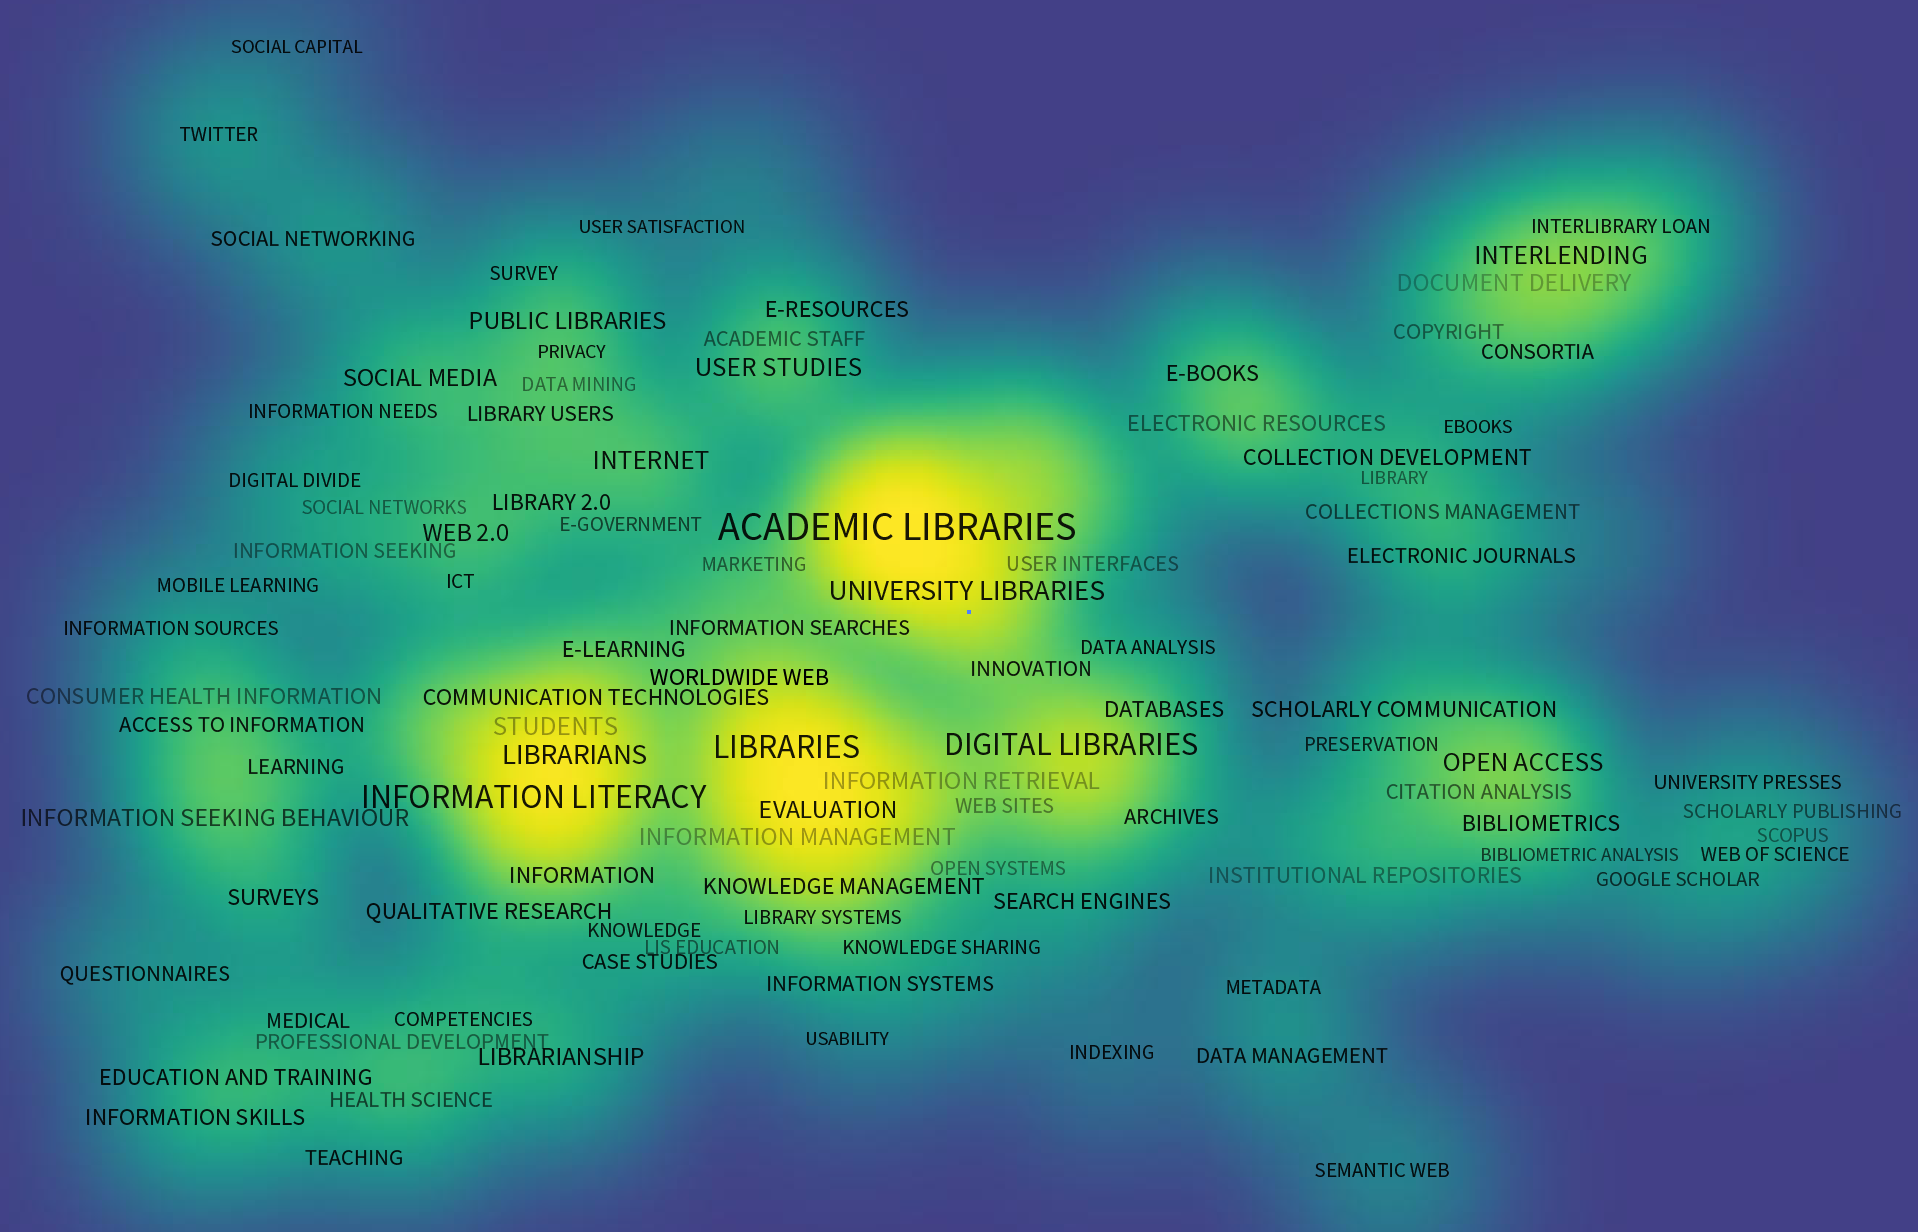 SOCIAL CAPITAL
TWITTER
SOCIAL NETWORKING
USER SATISFACTION
INTERLIBRARY LOAN
INTERLENDING
SURVEY
DOCUMENT DELIVERY
E-RESOURCES
PUBLIC LIBRARIES
COPYRIGHT
ACADEMIC STAFF
PRIVACY
CONSORTIA
USER STUDIES
E-BOOKS
SOCIAL MEDIA
DATA MINING
INFORMATION NEEDS
LIBRARY USERS
ELECTRONIC RESOURCES
EBOOKS
COLLECTION DEVELOPMENT
INTERNET
LIBRARY
DIGITAL DIVIDE
LIBRARY 2.0
SOCIAL NETWORKS
COLLECTIONS MANAGEMENT
E-GOVERNMENT
ACADEMIC LIBRARIES
WEB 2.0
INFORMATION SEEKING
ELECTRONIC JOURNALS
MARKETING
USER INTERFACES
ICT
MOBILE LEARNING
UNIVERSITY LIBRARIES
INFORMATION SOURCES
INFORMATION SEARCHES
DATA ANALYSIS
E-LEARNING
INNOVATION
WORLDWIDE WEB
CONSUMER HEALTH INFORMATION
COMMUNICATION TECHNOLOGIES
DATABASES
SCHOLARLY COMMUNICATION
ACCESS TO INFORMATION
STUDENTS
LIBRARIES
DIGITAL LIBRARIES
PRESERVATION
LIBRARIANS
OPEN ACCESS
LEARNING
INFORMATION RETRIEVAL
UNIVERSITY PRESSES
CITATION ANALYSIS
INFORMATION LITERACY
WEB SITES
EVALUATION
SCHOLARLY PUBLISHING
INFORMATION SEEKING BEHAVIOUR
ARCHIVES
BIBLIOMETRICS
SCOPUS
INFORMATION MANAGEMENT
BIBLIOMETRIC ANALYSIS
WEB OF SCIENCE
OPEN SYSTEMS
INFORMATION
INSTITUTIONAL REPOSITORIES
GOOGLE SCHOLAR
KNOWLEDGE MANAGEMENT
SURVEYS
SEARCH ENGINES
QUALITATIVE RESEARCH
LIBRARY SYSTEMS
KNOWLEDGE
LIS EDUCATION
KNOWLEDGE SHARING
CASE STUDIES
QUESTIONNAIRES
INFORMATION SYSTEMS
METADATA
MEDICAL
COMPETENCIES
PROFESSIONAL DEVELOPMENT
USABILITY
LIBRARIANSHIP
INDEXING
DATA MANAGEMENT
EDUCATION AND TRAINING
HEALTH SCIENCE
INFORMATION SKILLS
TEACHING
SEMANTIC WEB